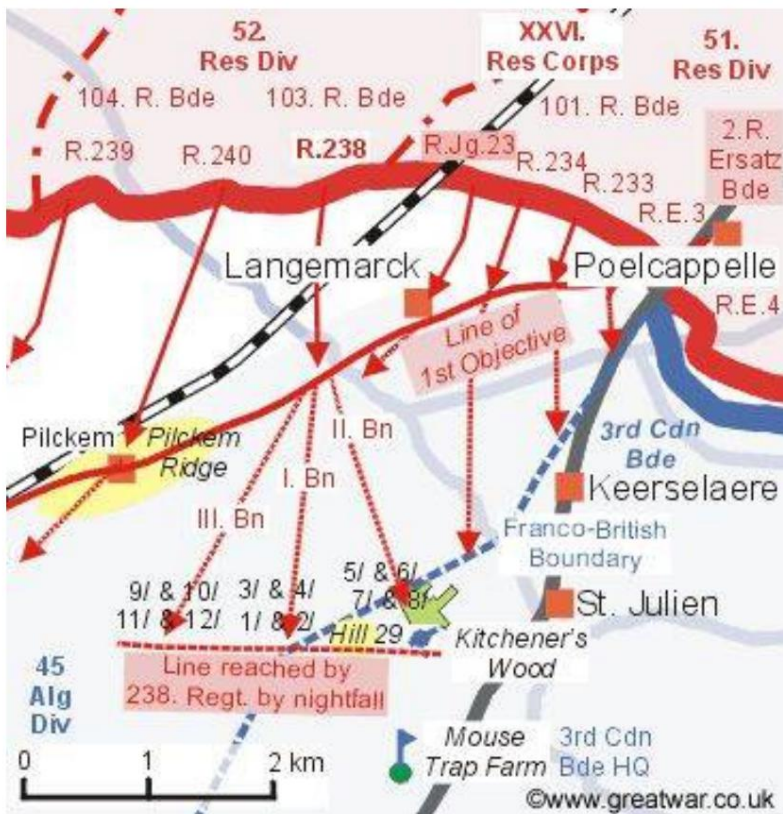 52.
Res Div
XXVI.
Res Corps
51.
Res Div
104. R. Bde
103. R. Bde
101. R. Bde
R.239
R.240
R.238
R.Jg.23
R.234
R.233
2.R.
Ersatz
Bde
R.E.3
Langemarck
Poelcappelle
R.E.4
Line of
1st Objective
Pilckem
Pilckem
Ridge
II. Bn
I. Bn
III. Bn
3rd Cdn
Bde
Keerselaere
Franco-British
Boundary
9/ & 10/
11/ & 12/
3/ & 4/
1/ & 2/
5/ & 6/
7/ & 8/
Hill 29
St. Julien
Kitchener's
Wood
Line reached by
238. Regt. by nightfall
45
Alg
Div
0 1 2 km
Mouse
Trap Farm
3rd Cdn
Bde HQ
©www.greatwar.co.uk